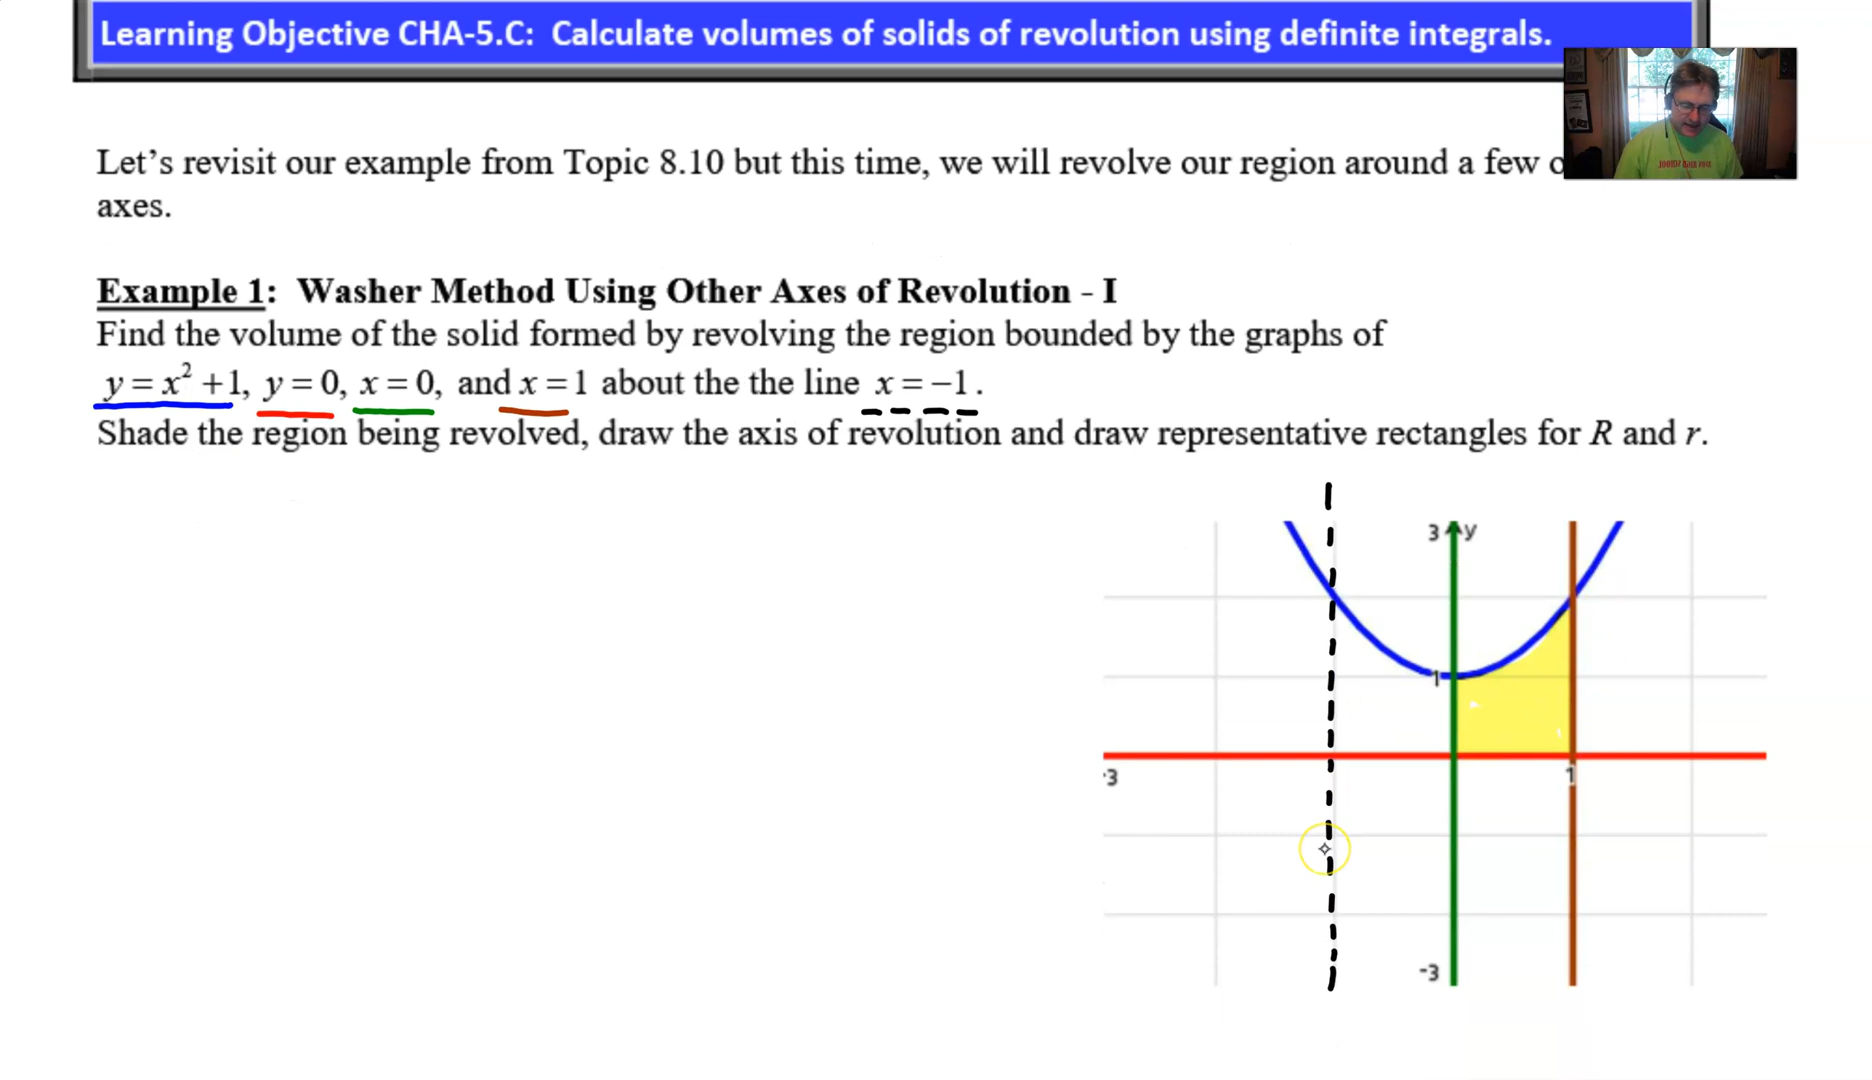 Learning Objective CHA-5.C: Calculate volumes of solids of revolution using definite integrals.
Let's revisit our example from Topic 8.10 but this time, we will revolve our region around a few
axes.
Example 1: Washer Method Using Other Axes of Revolution - I
Find the volume of the solid formed by revolving the region bounded by the graphs of
y = x² +1, y = 0, x = 0, and x = 1 about the the line x = −1.
Shade the region being revolved, draw the axis of revolution and draw representative rectangles for R and r.
3 y
1
-3 1
-3